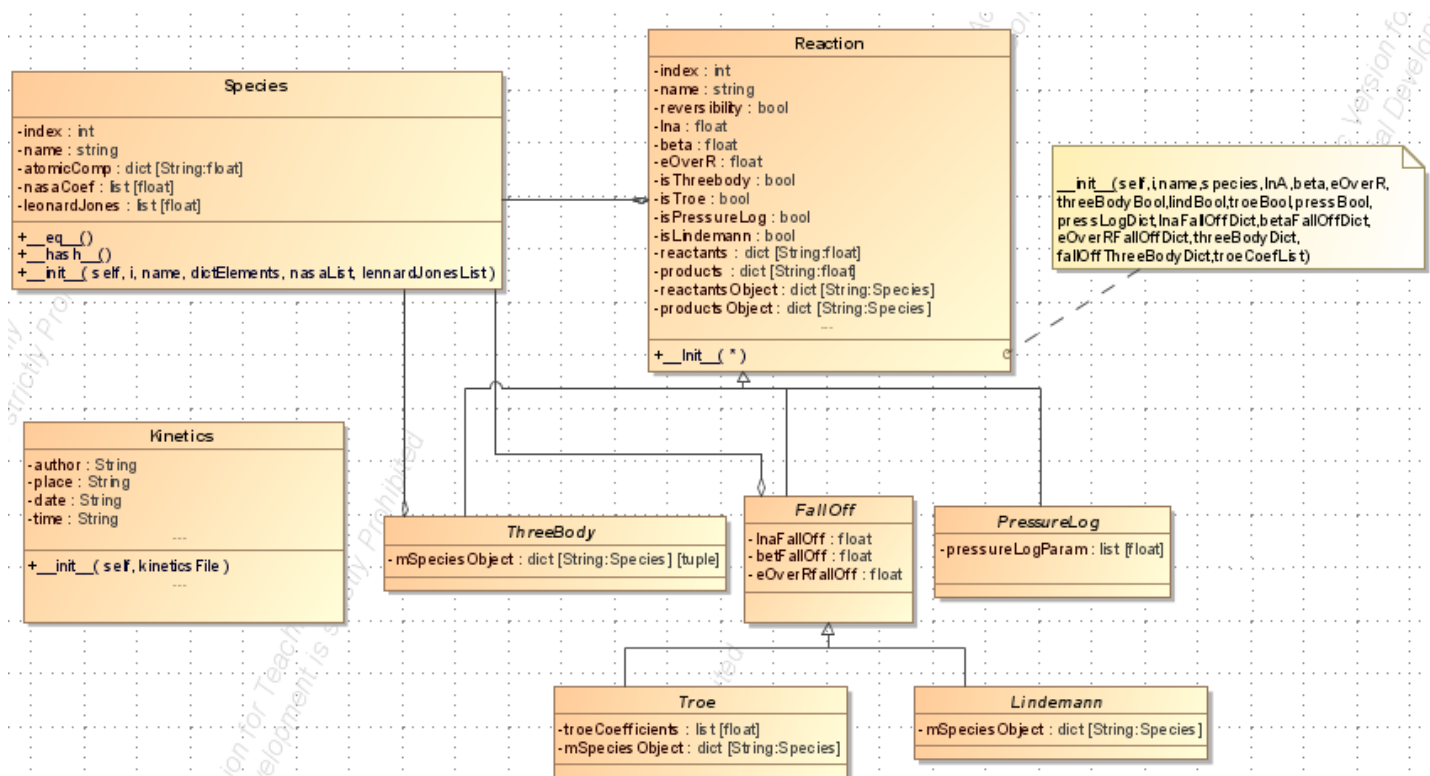 Reaction
-index : int
-name : string
-reversibility : bool
-lna : float
-beta : float
-eOverR : float
-isThreebody : bool
-isTroe : bool
-isPressureLog : bool
-isLindemann : bool
-reactants : dict [String:float]
-products : dict [String:float]
-reactantsObject : dict [String:Species]
-productsObject : dict [String:Species]
...
+__Init__( * )
Species
-index : int
-name : string
-atomicComp : dict [String:float]
-nasaCoef : list [float]
-leonardJones : list [float]
+__eq__()
+__hash__()
+__init__( self, i, name, dictElements, nasaList, lennardJonesList )
__init__(self,i,name,species,lnA,beta,eOverR,
threeBodyBool,lindBool,troeBool,pressBool,
pressLogDict,lnaFallOffDict,betaFallOffDict,
eOverRFallOffDict,threeBodyDict,
fallOffThreeBodyDict,troeCoefList)
Kinetics
-author : String
-place : String
-date : String
-time : String
...
+__init__( self, kineticsFile )
...
ThreeBody
-mSpeciesObject : dict [String:Species] [tuple]
FallOff
-lnaFallOff : float
-betFallOff : float
-eOverRfallOff : float
PressureLog
-pressureLogParam : list [float]
Troe
-troeCoefficients : list [float]
-mSpeciesObject : dict [String:Species]
Lindemann
-mSpeciesObject : dict [String:Species]